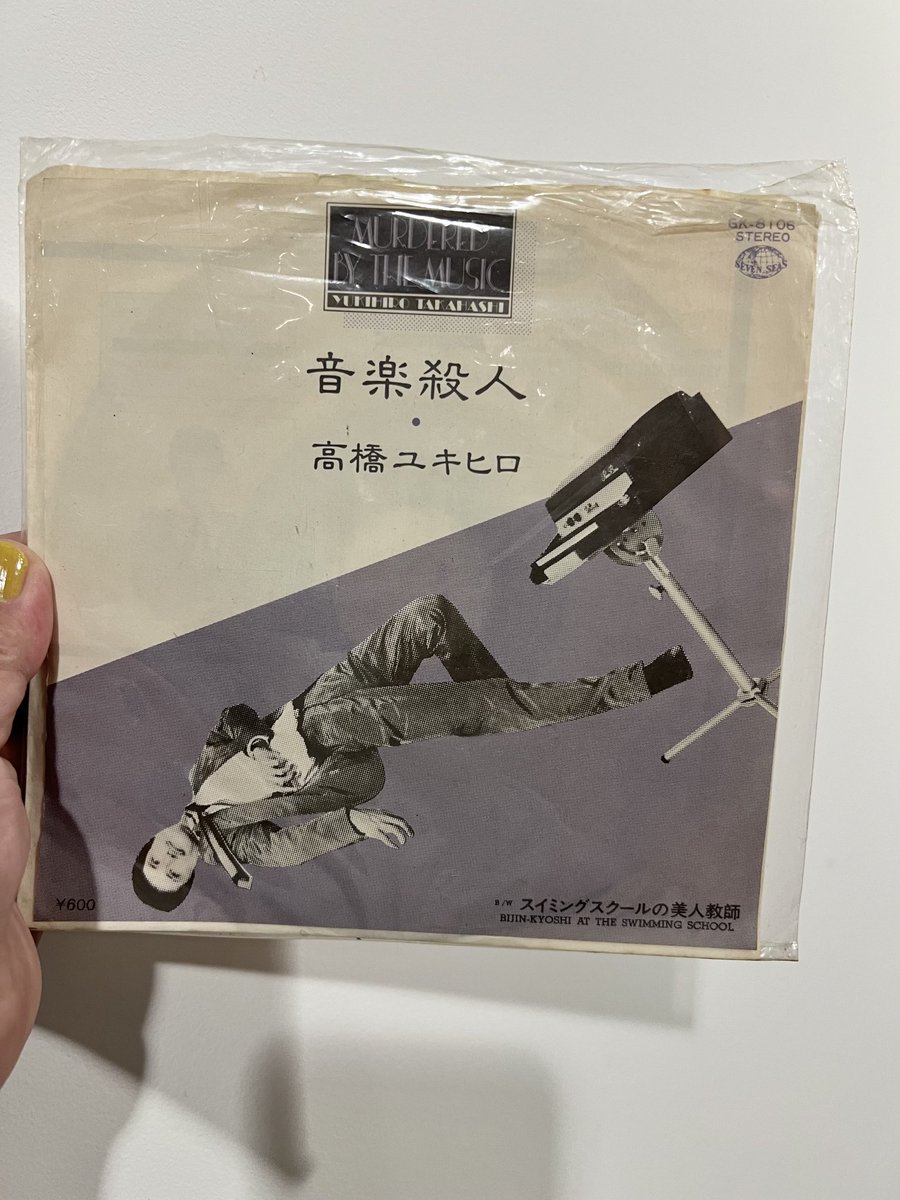 MURDERED
BY THE MUSIC
YUKIHIRO TAKAHASHI
GK-8106
STEREO
SEVEN SEAS
音楽殺人
・
高橋ユキヒロ
¥600
B/W スイミングスクールの美人教師
BIJIN-KYOSHI AT THE SWIMMING SCHOOL